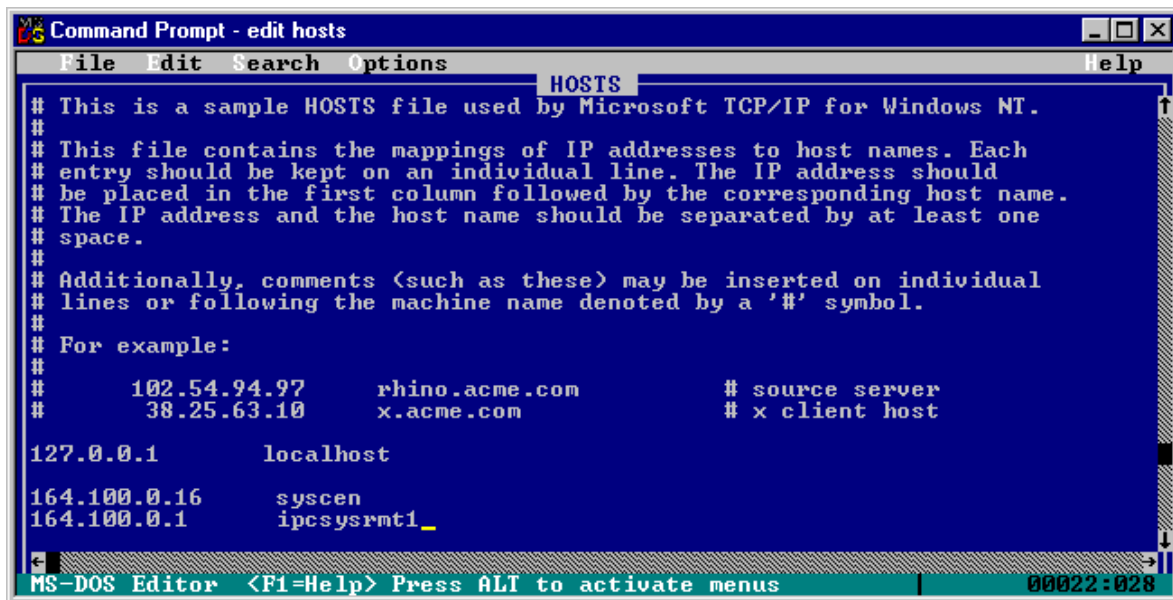 Command Prompt - edit hosts
File Edit Search Options Help
HOSTS
# This is a sample HOSTS file used by Microsoft TCP/IP for Windows NT.
#
# This file contains the mappings of IP addresses to host names. Each
# entry should be kept on an individual line. The IP address should
# be placed in the first column followed by the corresponding host name.
# The IP address and the host name should be separated by at least one
# space.
#
# Additionally, comments (such as these) may be inserted on individual
# lines or following the machine name denoted by a '#' symbol.
#
# For example:
#
# 102.54.94.97 rhino.acme.com # source server
# 38.25.63.10 x.acme.com # x client host
127.0.0.1 localhost
164.100.0.16 syscen
164.100.0.1 ipcsysrmt1_
MS-DOS Editor <F1=Help> Press ALT to activate menus 00022:028